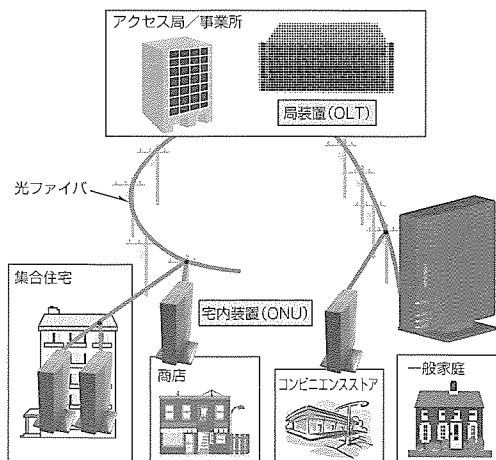 アクセス局／事業所
局装置(OLT)
光ファイバ
集合住宅
宅内装置(ONU)
商店
コンビニエンスストア
一般家庭